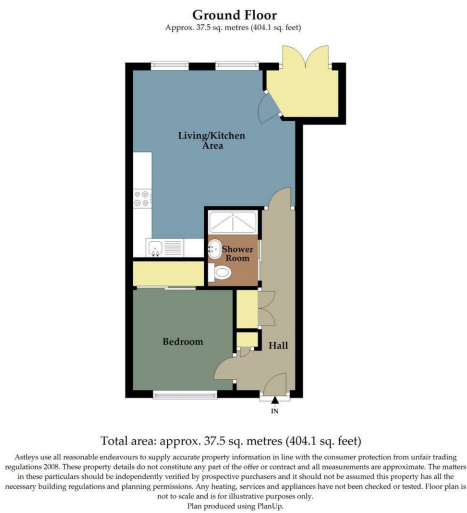 Ground Floor
Approx. 37.5 sq. metres (404.1 sq. feet)
Living/Kitchen
Area
Shower
Room
Bedroom
Hall
IN
Total area: approx. 37.5 sq. metres (404.1 sq. feet)
Astleys use all reasonable endeavours to supply accurate property information in line with the consumer protection from unfair trading
regulations 2008. These property details do not constitute any part of the offer or contract and all measurements are approximate. The matters
in these particulars should be independently verified by prospective purchasers and it should not be assumed this property has all the
necessary building regulations and planning permissions. Any heating, services and appliances have not been checked or tested. Floor plan is
not to scale and is for illustrative purposes only.
Plan produced using PlanUp.